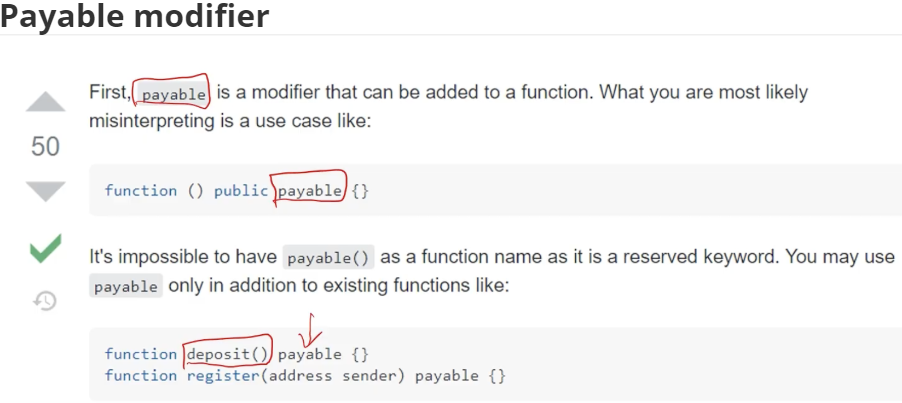 Payable modifier
First, payable is a modifier that can be added to a function. What you are most likely
misinterpreting is a use case like:
50
function () public payable {}
It's impossible to have payable() as a function name as it is a reserved keyword. You may use
payable only in addition to existing functions like:
function deposit() payable {}
function register(address sender) payable {}